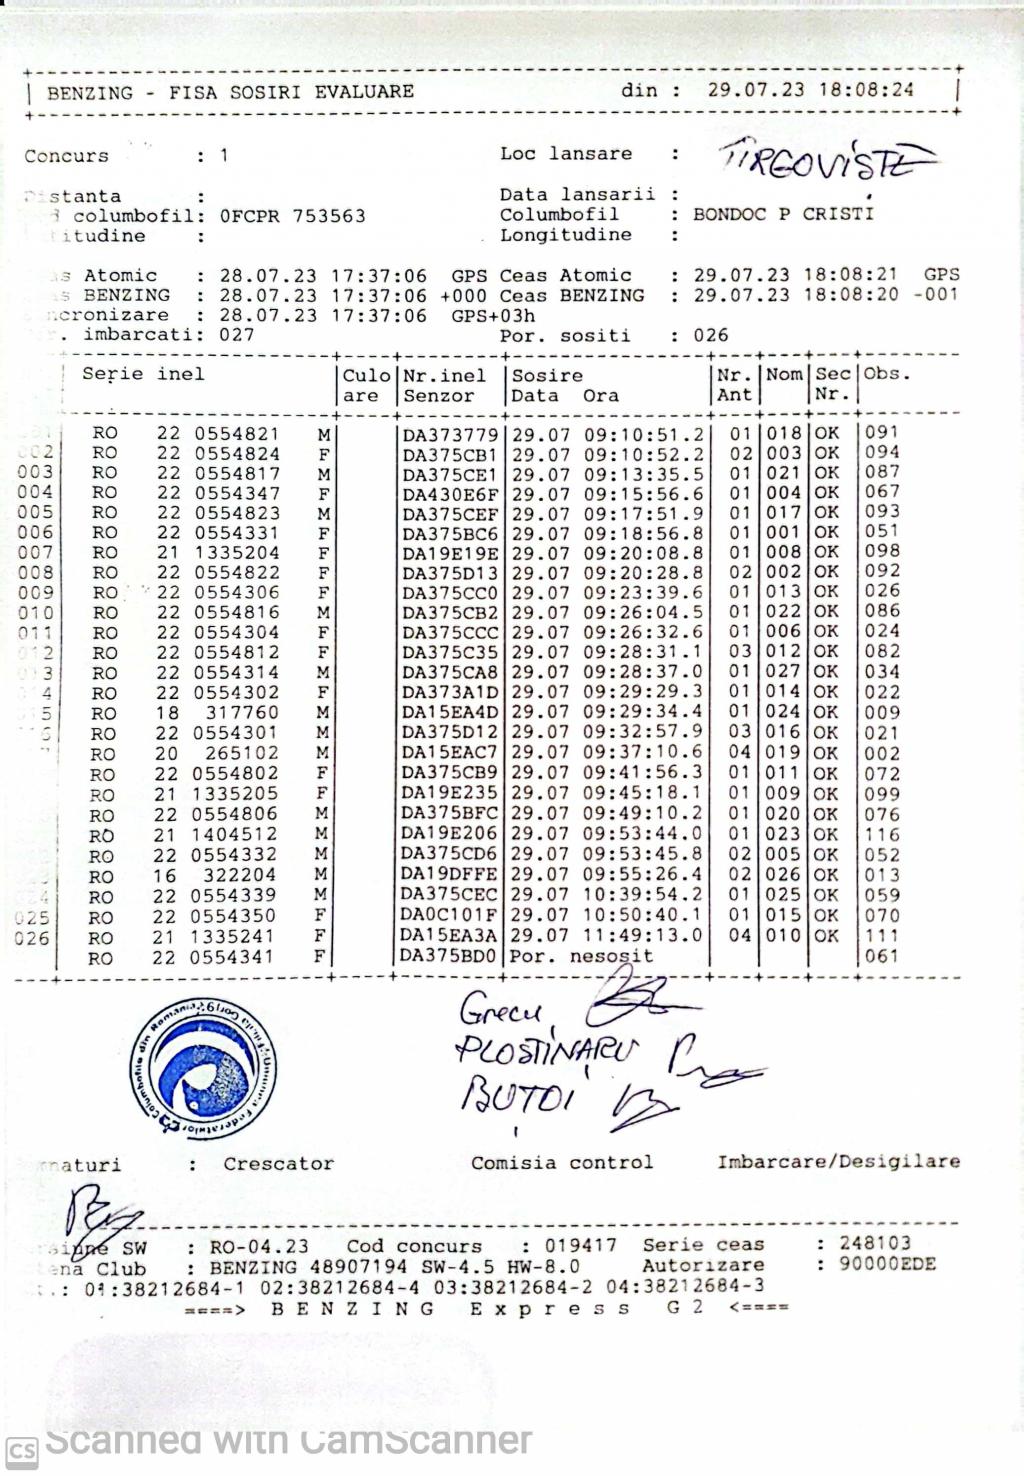 BENZING - FISA SOSIRI EVALUARE din : 29.07.23 18:08:24
Concurs : 1 Loc lansare : TIRGOVISTE
Distanta : Data lansarii :
columbofil: 0FCPR 753563 Columbofil : BONDOC P CRISTI
itudine : Longitudine :
s Atomic : 28.07.23 17:37:06 GPS Ceas Atomic : 29.07.23 18:08:21 GPS
s BENZING : 28.07.23 17:37:06 +000 Ceas BENZING : 29.07.23 18:08:20 -001
ncronizare : 28.07.23 17:37:06 GPS+03h
r. imbarcati: 027 Por. sositi : 026
Serie inel Culo Nr.inel Sosire Nr. Nom Sec Obs.
are Senzor Data Ora Ant Nr.
RO 22 0554821 M DA373779 29.07 09:10:51.2 01 018 OK 091
002 RO 22 0554824 F DA375CB1 29.07 09:10:52.2 02 003 OK 094
003 RO 22 0554817 M DA375CE1 29.07 09:13:35.5 01 021 OK 087
004 RO 22 0554347 F DA430E6F 29.07 09:15:56.6 01 004 OK 067
005 RO 22 0554823 M DA375CEF 29.07 09:17:51.9 01 017 OK 093
006 RO 22 0554331 F DA375BC6 29.07 09:18:56.8 01 001 OK 051
007 RO 21 1335204 F DA19E19E 29.07 09:20:08.8 01 008 OK 098
008 RO 22 0554822 F DA375D13 29.07 09:20:28.8 02 002 OK 092
009 RO 22 0554306 F DA375CC0 29.07 09:23:39.6 01 013 OK 026
010 RO 22 0554816 M DA375CB2 29.07 09:26:04.5 01 022 OK 086
011 RO 22 0554304 F DA375CCC 29.07 09:26:32.6 01 006 OK 024
012 RO 22 0554812 F DA375C35 29.07 09:28:31.1 03 012 OK 082
3 RO 22 0554314 M DA375CA8 29.07 09:28:37.0 01 027 OK 034
4 RO 22 0554302 F DA373A1D 29.07 09:29:29.3 01 014 OK 022
5 RO 18 317760 M DA15EA4D 29.07 09:29:34.4 01 024 OK 009
RO 22 0554301 M DA375D12 29.07 09:32:57.9 03 016 OK 021
RO 20 265102 M DA15EAC7 29.07 09:37:10.6 04 019 OK 002
RO 22 0554802 F DA375CB9 29.07 09:41:56.3 01 011 OK 072
RO 21 1335205 F DA19E235 29.07 09:45:18.1 01 009 OK 099
RO 22 0554806 M DA375BFC 29.07 09:49:10.2 01 020 OK 076
RO 21 1404512 M DA19E206 29.07 09:53:44.0 01 023 OK 116
RO 22 0554332 M DA375CD6 29.07 09:53:45.8 02 005 OK 052
RO 16 322204 M DA19DFFE 29.07 09:55:26.4 02 026 OK 013
024 RO 22 0554339 M DA375CEC 29.07 10:39:54.2 01 025 OK 059
025 RO 22 0554350 F DA0C101F 29.07 10:50:40.1 01 015 OK 070
026 RO 21 1335241 F DA15EA3A 29.07 11:49:13.0 04 010 OK 111
RO 22 0554341 F DA375BD0 Por. nesosit 061
Grecu
PLOSTINARU
BUTOI
naturi : Crescator Comisia control Imbarcare/Desigilare
rsiune SW : RO-04.23 Cod concurs : 019417 Serie ceas : 248103
ena Club : BENZING 48907194 SW-4.5 HW-8.0 Autorizare : 90000EDE
.: 01:38212684-1 02:38212684-4 03:38212684-2 04:38212684-3
====> B E N Z I N G E x p r e s s G 2 <====
CS Scanned with CamScanner